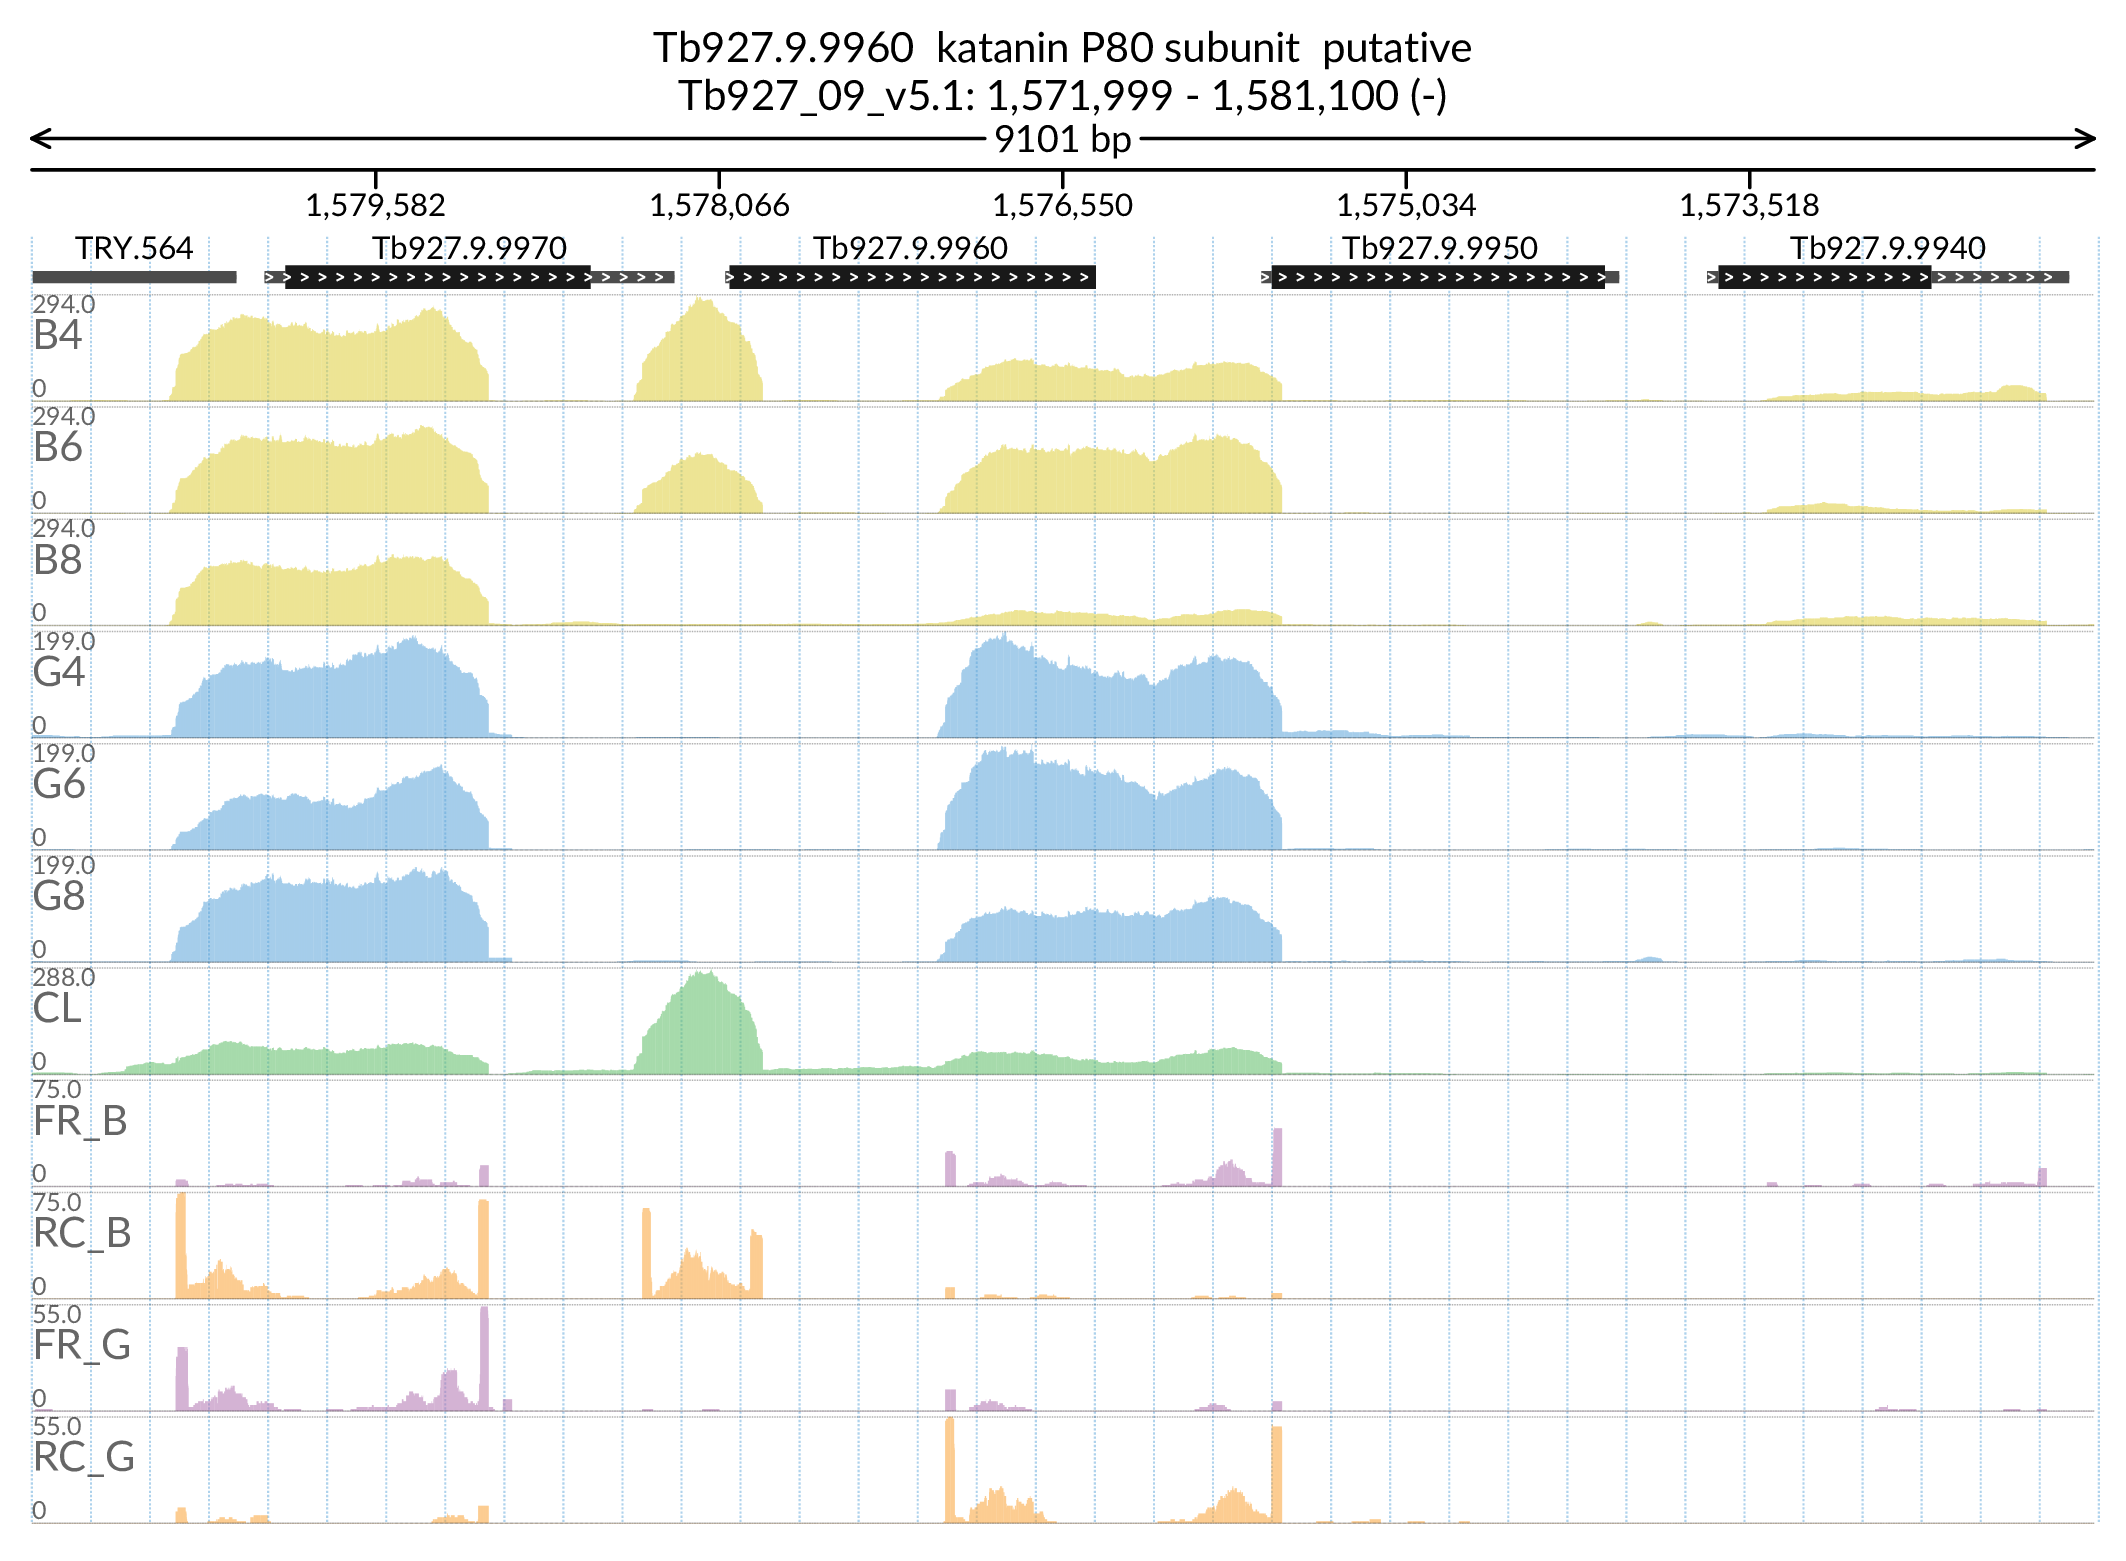 Tb927.9.9960  katanin P80 subunit  putative
Tb927_09_v5.1: 1,571,999 - 1,581,100 (-)
9101 bp
1,579,582 1,578,066 1,576,550 1,575,034 1,573,518
TRY.564 Tb927.9.9970 Tb927.9.9960 Tb927.9.9950 Tb927.9.9940
294.0
B4
0
294.0
B6
0
294.0
B8
0
199.0
G4
0
199.0
G6
0
199.0
G8
0
288.0
CL
0
75.0
FR_B
0
75.0
RC_B
0
55.0
FR_G
0
55.0
RC_G
0